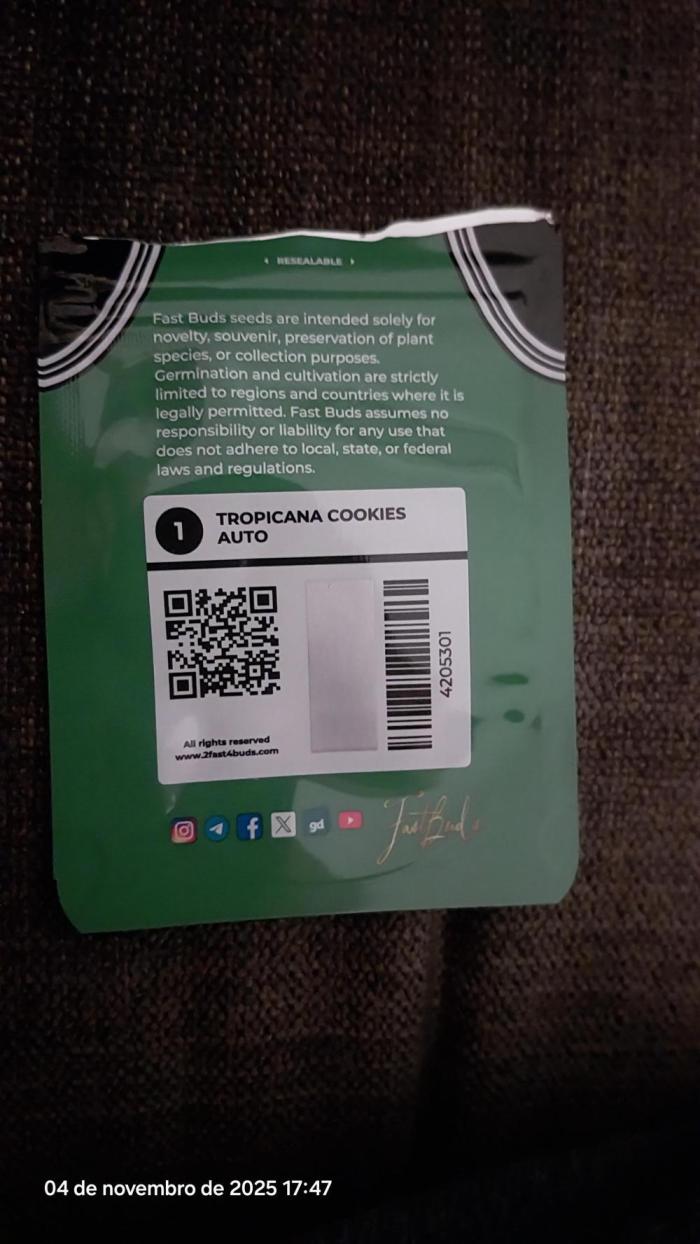 RESEALABLE
Fast Buds seeds are intended solely for
novelty, souvenir, preservation of plant
species, or collection purposes.
Germination and cultivation are strictly
limited to regions and countries where it is
legally permitted. Fast Buds assumes no
responsibility or liability for any use that
does not adhere to local, state, or federal
laws and regulations.
1
TROPICANA COOKIES
AUTO
4205301
All rights reserved
www.2fast4buds.com
gd
Fast Buds
04 de novembro de 2025 17:47